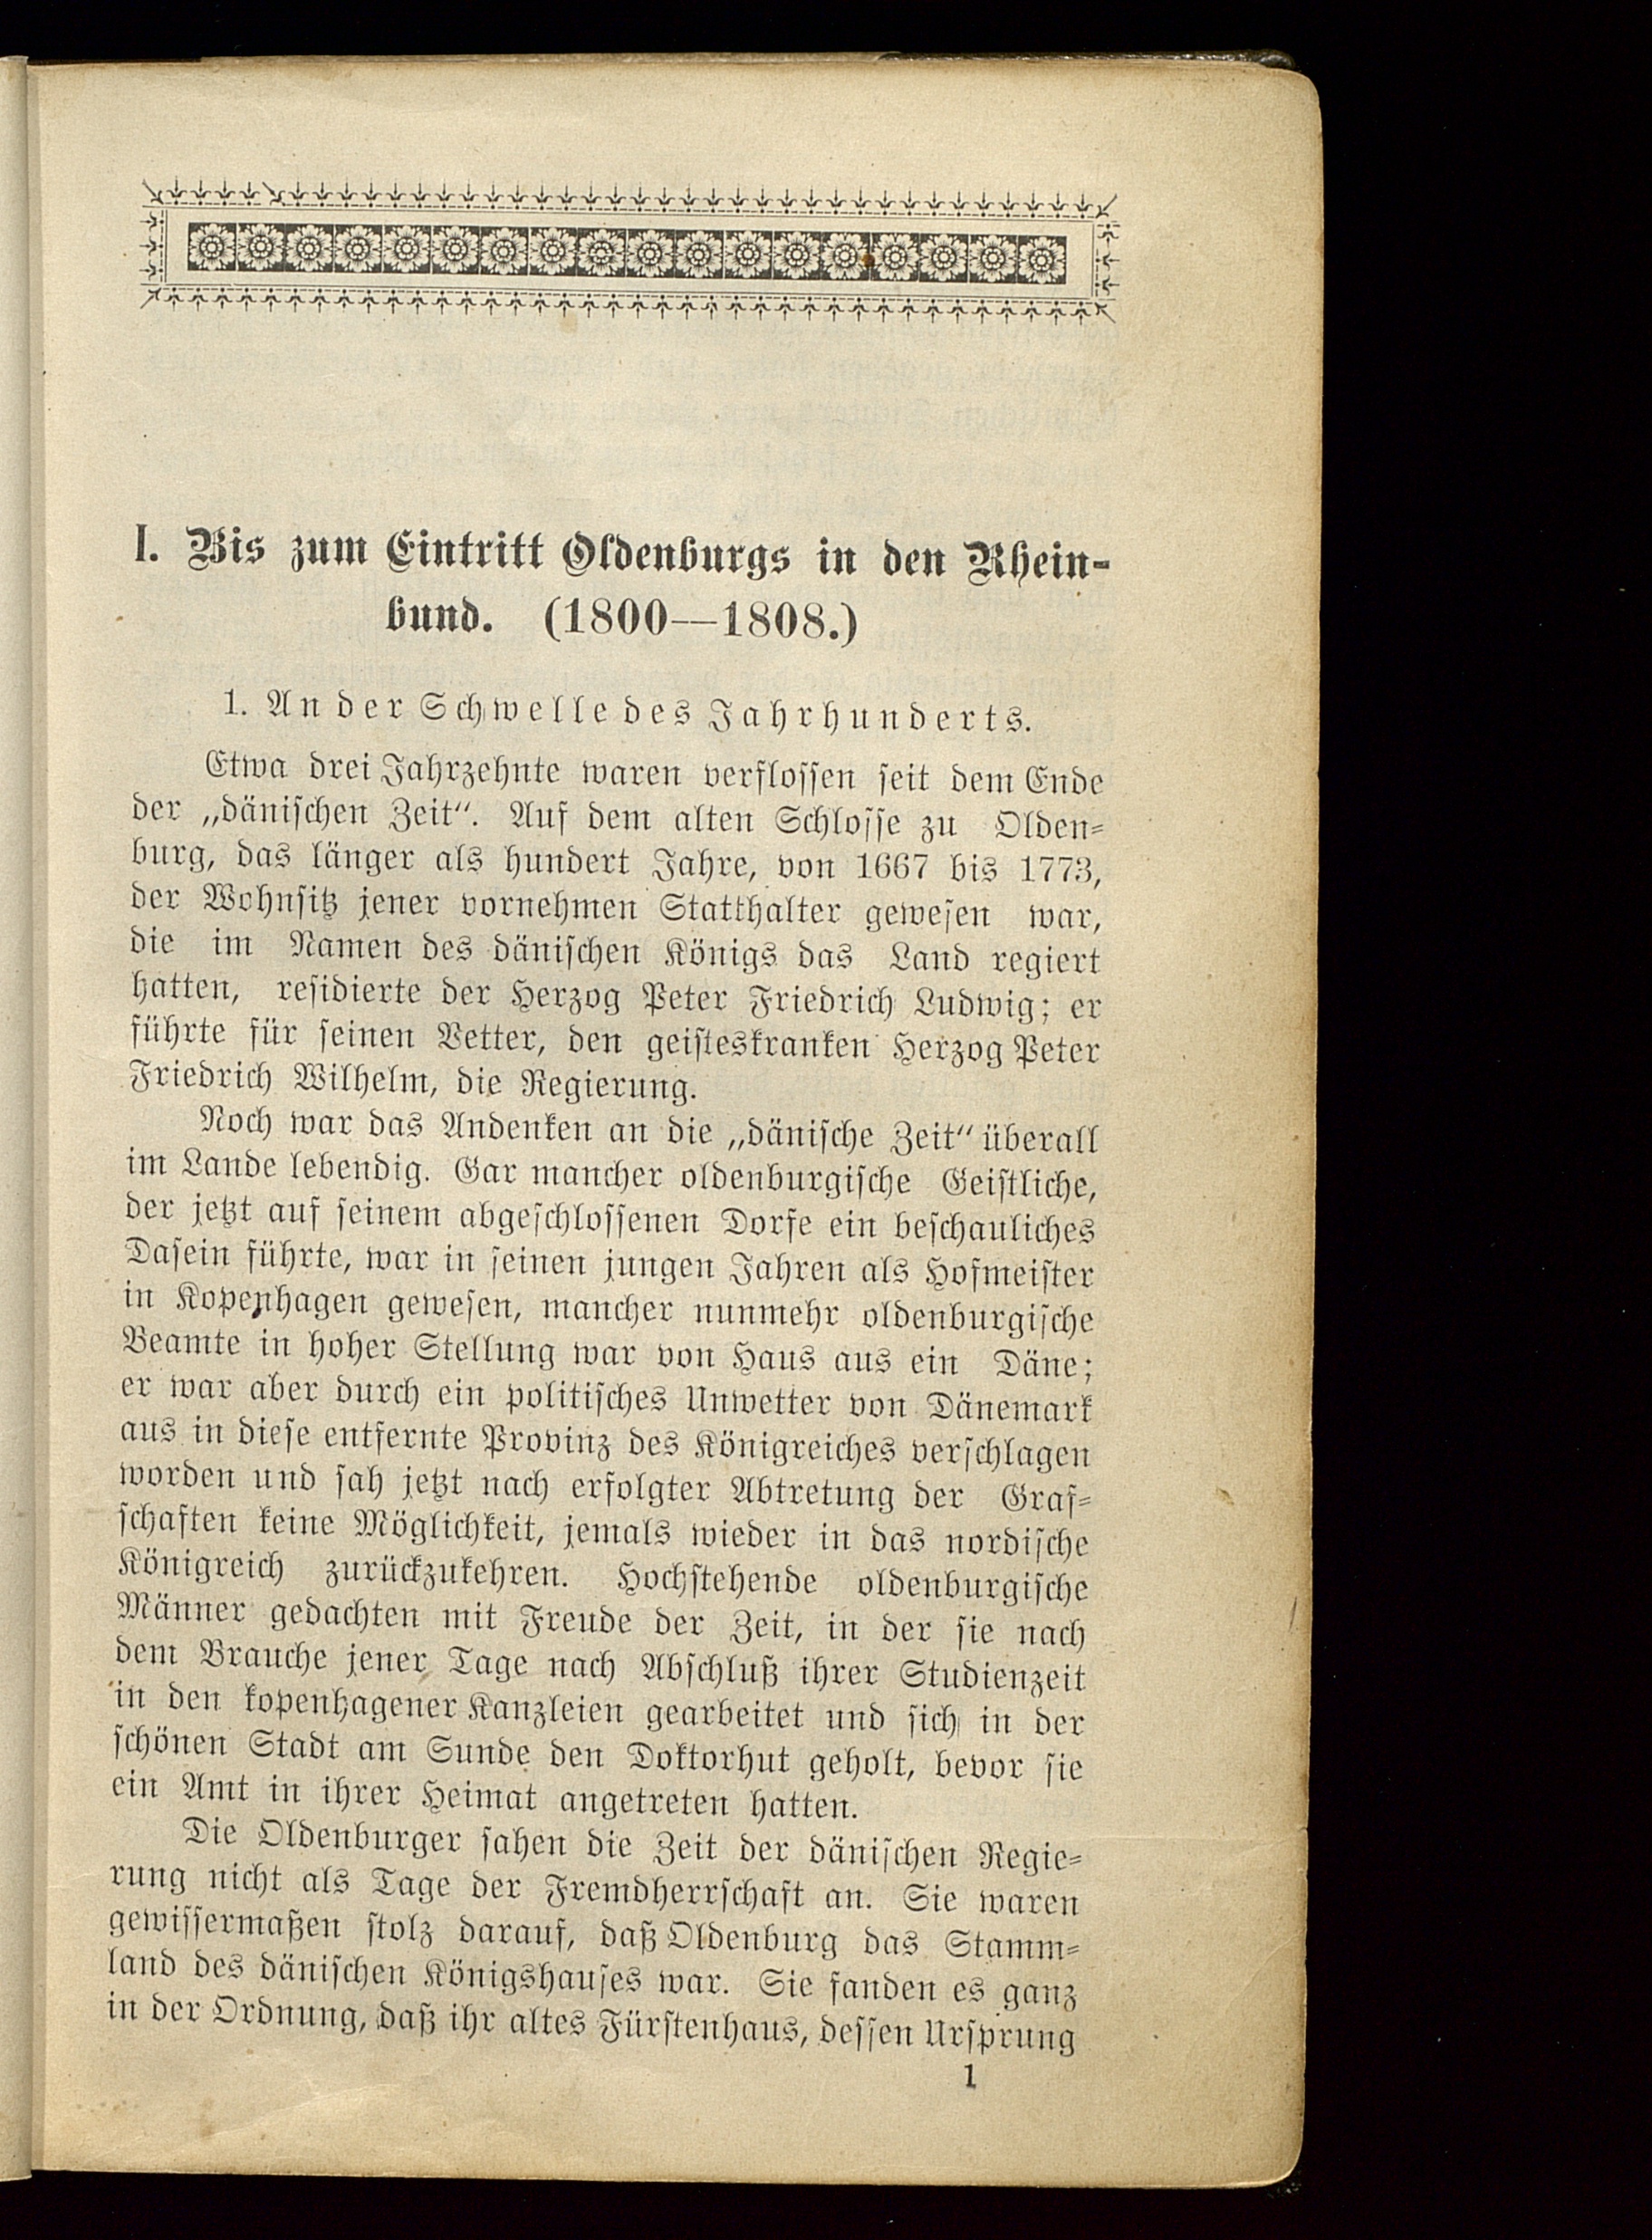 I. Bis zum Eintritt Oldenburgs in den Rhein-
bund. (1800—1808.)
1. An der Schwelle des Jahrhunderts.
Etwa drei Jahrzehnte waren verflossen seit dem Ende
der „dänischen Zeit“. Auf dem alten Schlosse zu Olden-
burg, das länger als hundert Jahre, von 1667 bis 1773,
der Wohnsitz jener vornehmen Statthalter gewesen war,
die im Namen des dänischen Königs das Land regiert
hatten, residierte der Herzog Peter Friedrich Ludwig; er
führte für seinen Vetter, den geisteskranken Herzog Peter
Friedrich Wilhelm, die Regierung.
Noch war das Andenken an die „dänische Zeit“ überall
im Lande lebendig. Gar mancher oldenburgische Geistliche,
der jetzt auf seinem abgeschlossenen Dorfe ein beschauliches
Dasein führte, war in seinen jungen Jahren als Hofmeister
in Kopenhagen gewesen, mancher nunmehr oldenburgische
Beamte in hoher Stellung war von Haus aus ein Däne;
er war aber durch ein politisches Unwetter von Dänemark
aus in diese entfernte Provinz des Königreiches verschlagen
worden und sah jetzt nach erfolgter Abtretung der Graf-
schaften keine Möglichkeit, jemals wieder in das nordische
Königreich zurückzukehren. Hochstehende oldenburgische
Männer gedachten mit Freude der Zeit, in der sie nach
dem Brauche jener Tage nach Abschluß ihrer Studienzeit
in den kopenhagener Kanzleien gearbeitet und sich in der
schönen Stadt am Sunde den Doktorhut geholt, bevor sie
ein Amt in ihrer Heimat angetreten hatten.
Die Oldenburger sahen die Zeit der dänischen Regie-
rung nicht als Tage der Fremdherrschaft an. Sie waren
gewissermaßen stolz darauf, daß Oldenburg das Stamm-
land des dänischen Königshauses war. Sie fanden es ganz
in der Ordnung, daß ihr altes Fürstenhaus, dessen Ursprung
1